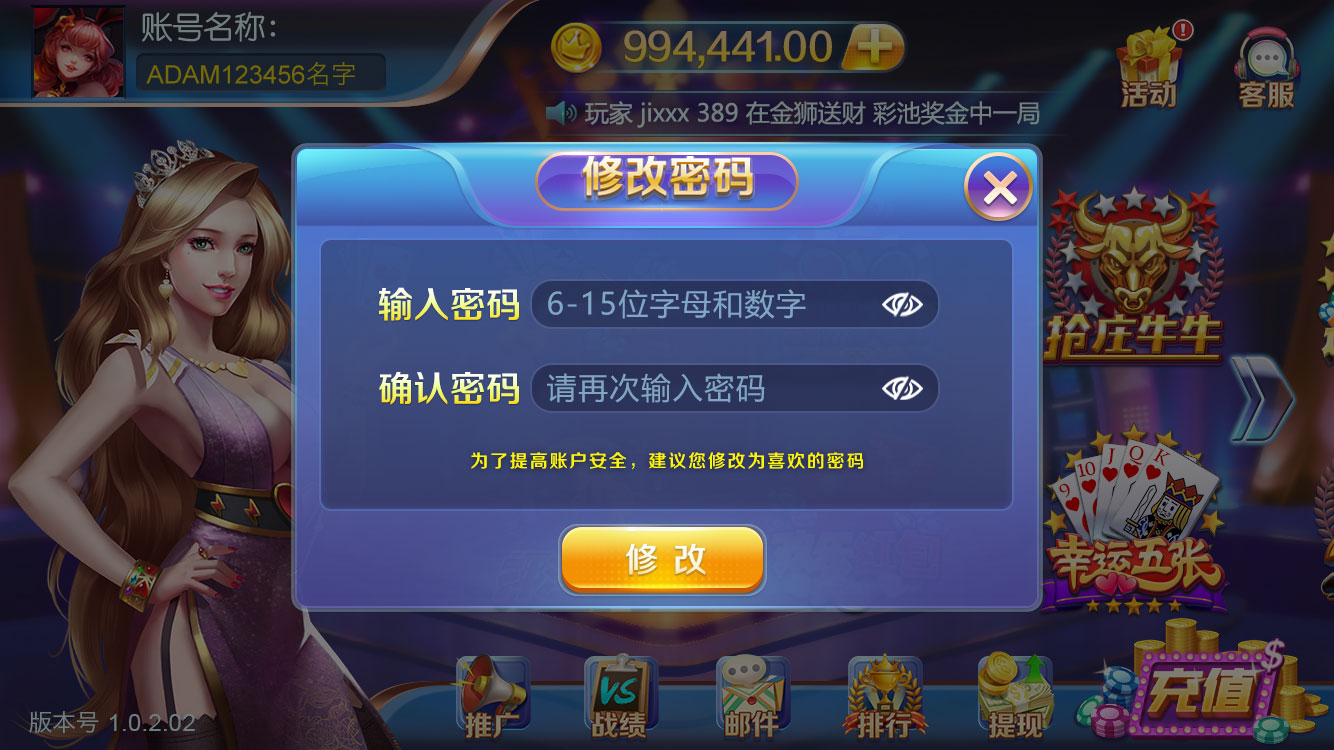 账号名称：
ADAM123456名字
994,441.00
活动
客服
玩家 jixxx 389 在金狮送财 彩池奖金中一局
修改密码
输入密码
6-15位字母和数字
确认密码
请再次输入密码
为了提高账户安全，建议您修改为喜欢的密码
修 改
抢庄牛牛
9 10 J Q K
幸运五张
推广
VS
战绩
邮件
排行
提现
$
充值
版本号 1.0.2.02